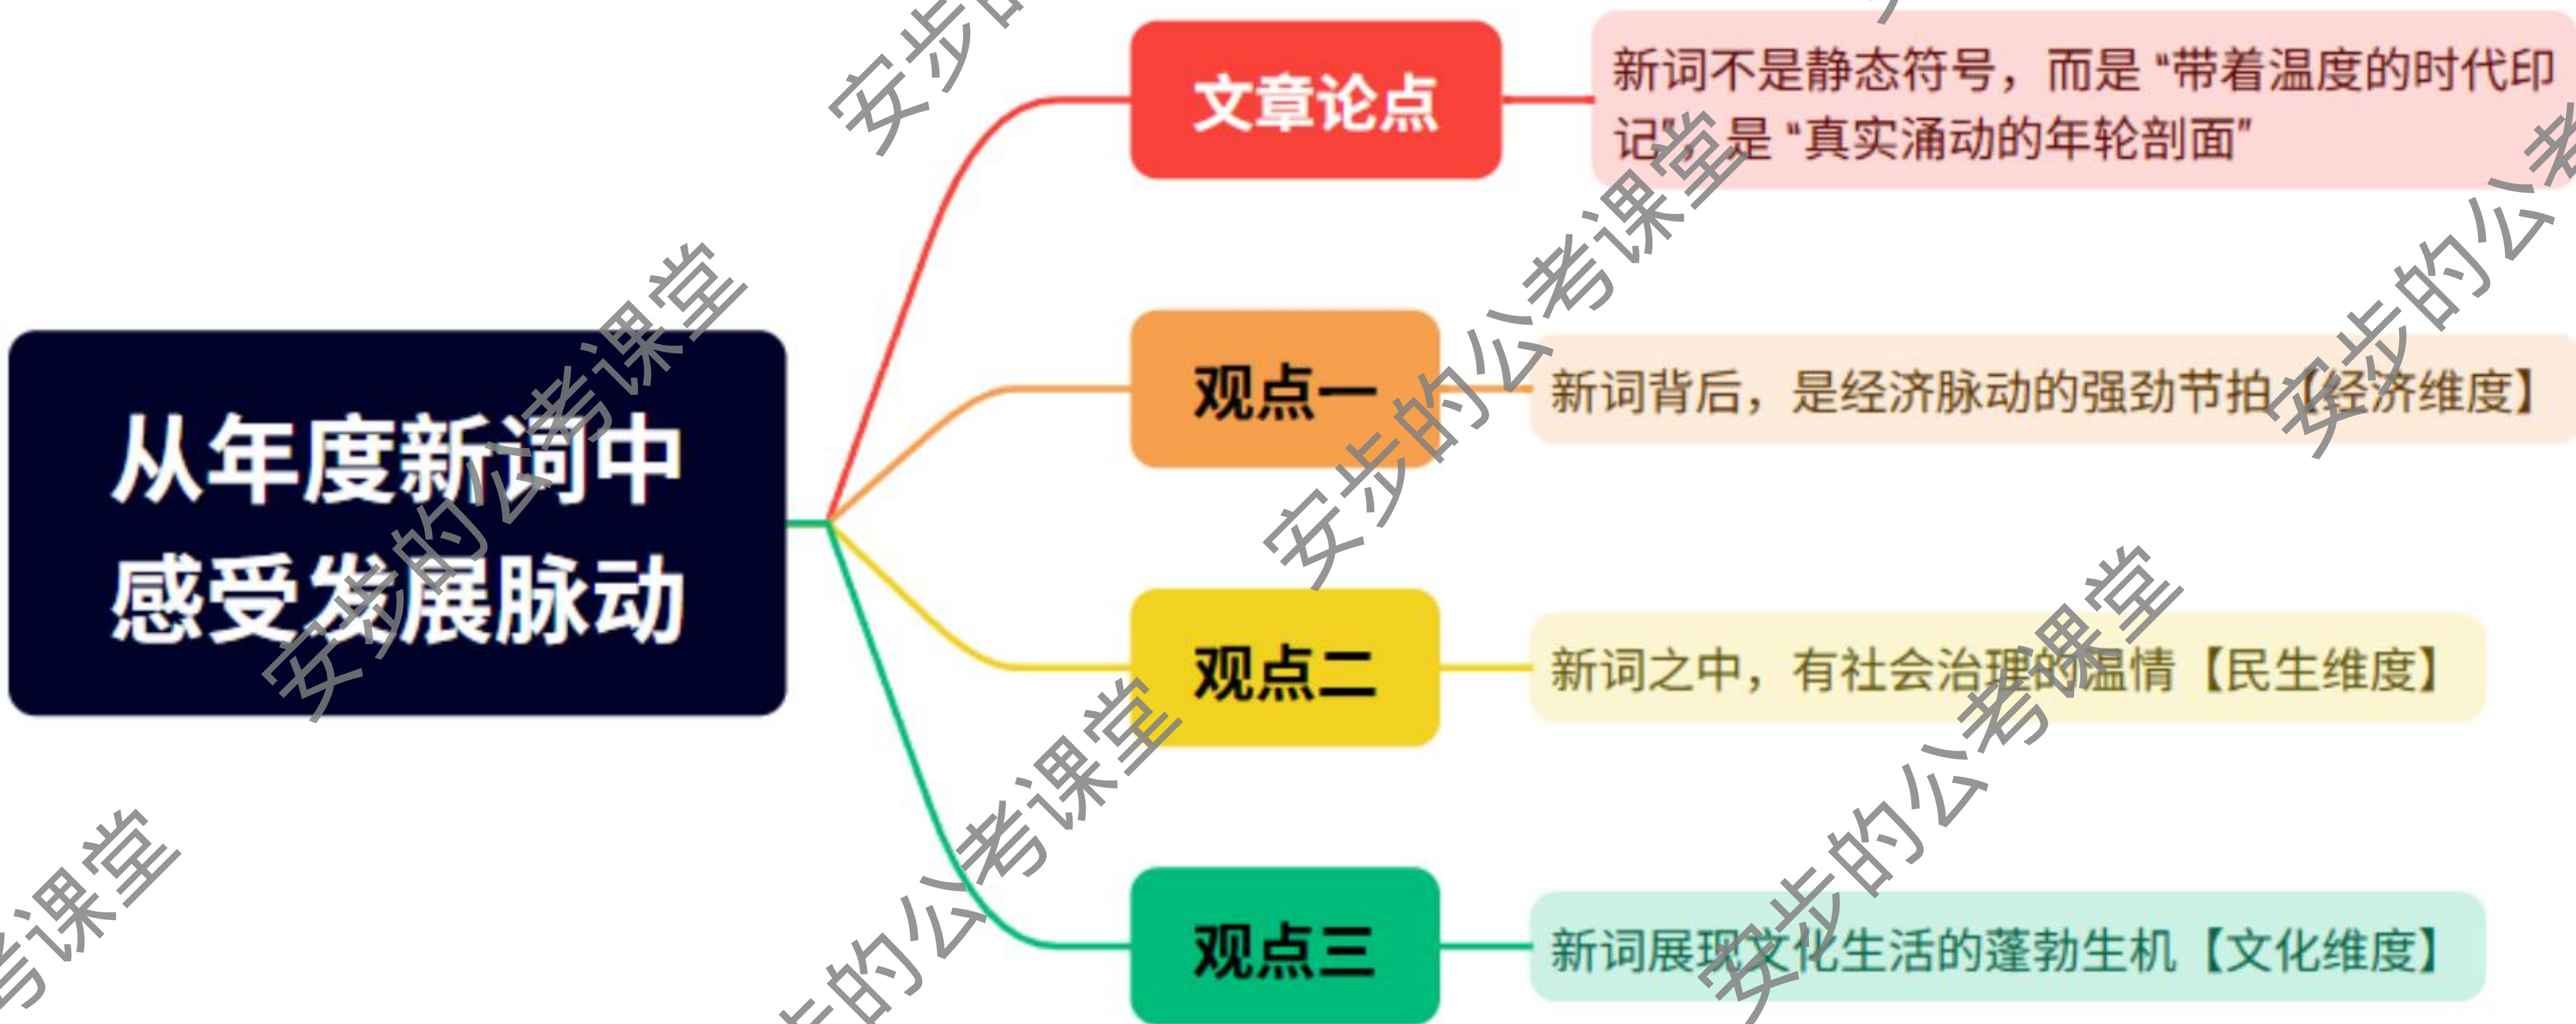 从年度新词中
感受发展脉动
文章论点
新词不是静态符号，而是“带着温度的时代印
记”，是“真实涌动的年轮剖面”
观点一
新词背后，是经济脉动的强劲节拍【经济维度】
观点二
新词之中，有社会治理的温情【民生维度】
观点三
新词展现文化生活的蓬勃生机【文化维度】
安步的
安步的公考课堂
安步的公考课堂
安步的公考
考课堂
步的公考课堂
安步的公考课堂